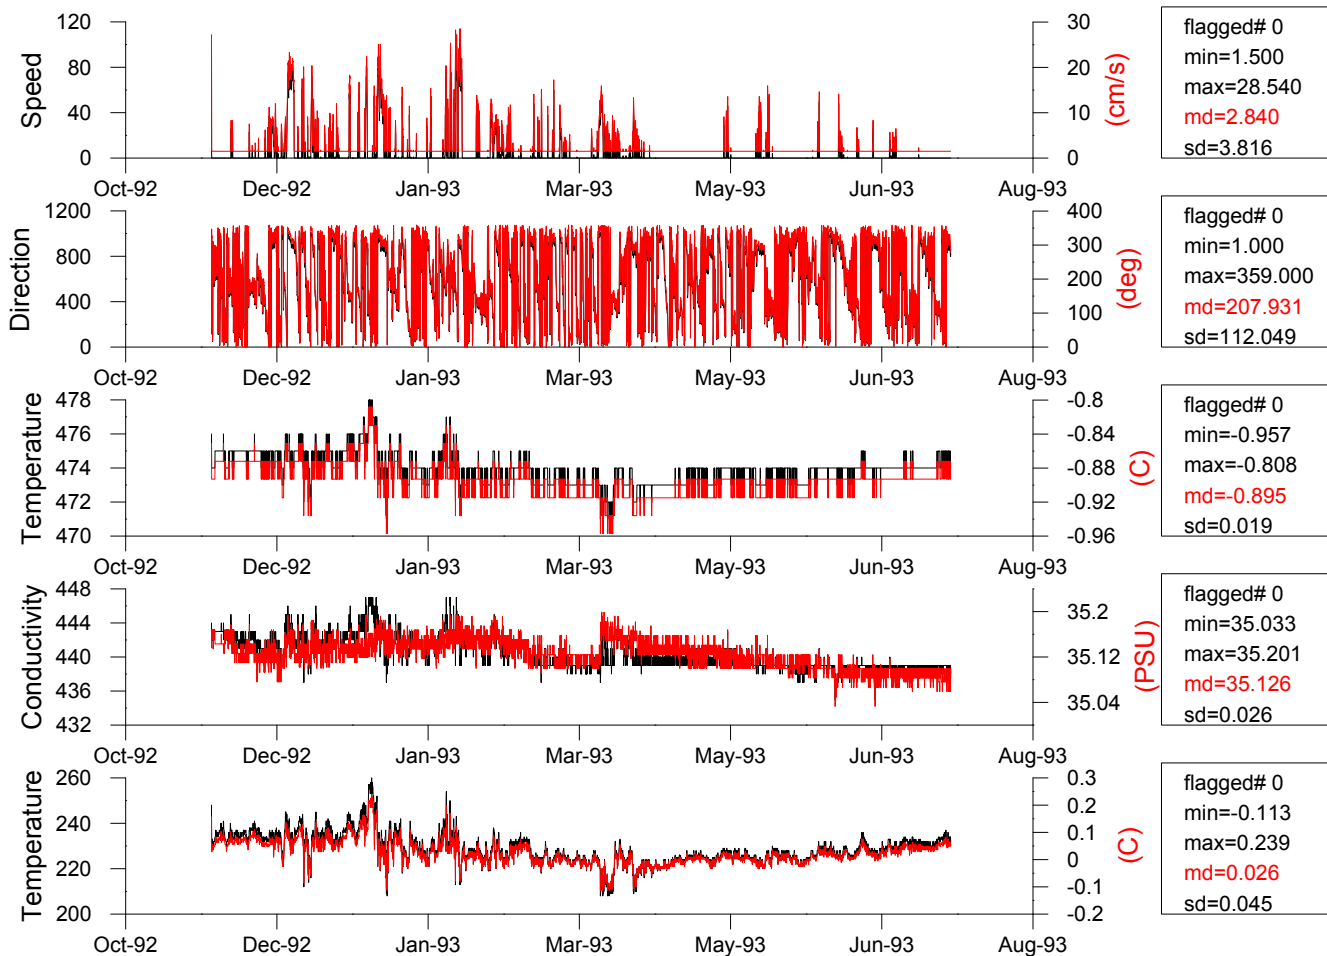 120
80
40
0
Speed
30
20
10
0
(cm/s)
Oct-92 Dec-92 Jan-93 Mar-93 May-93 Jun-93 Aug-93
flagged# 0
min=1.500
max=28.540
md=2.840
sd=3.816
1200
800
400
0
Direction
400
300
200
100
0
(deg)
Oct-92 Dec-92 Jan-93 Mar-93 May-93 Jun-93 Aug-93
flagged# 0
min=1.000
max=359.000
md=207.931
sd=112.049
478
476
474
472
470
Temperature
-0.8
-0.84
-0.88
-0.92
-0.96
(C)
Oct-92 Dec-92 Jan-93 Mar-93 May-93 Jun-93 Aug-93
flagged# 0
min=-0.957
max=-0.808
md=-0.895
sd=0.019
448
444
440
436
432
Conductivity
35.2
35.12
35.04
(PSU)
Oct-92 Dec-92 Jan-93 Mar-93 May-93 Jun-93 Aug-93
flagged# 0
min=35.033
max=35.201
md=35.126
sd=0.026
260
240
220
200
Temperature
0.3
0.2
0.1
0
-0.1
-0.2
(C)
Oct-92 Dec-92 Jan-93 Mar-93 May-93 Jun-93 Aug-93
flagged# 0
min=-0.113
max=0.239
md=0.026
sd=0.045